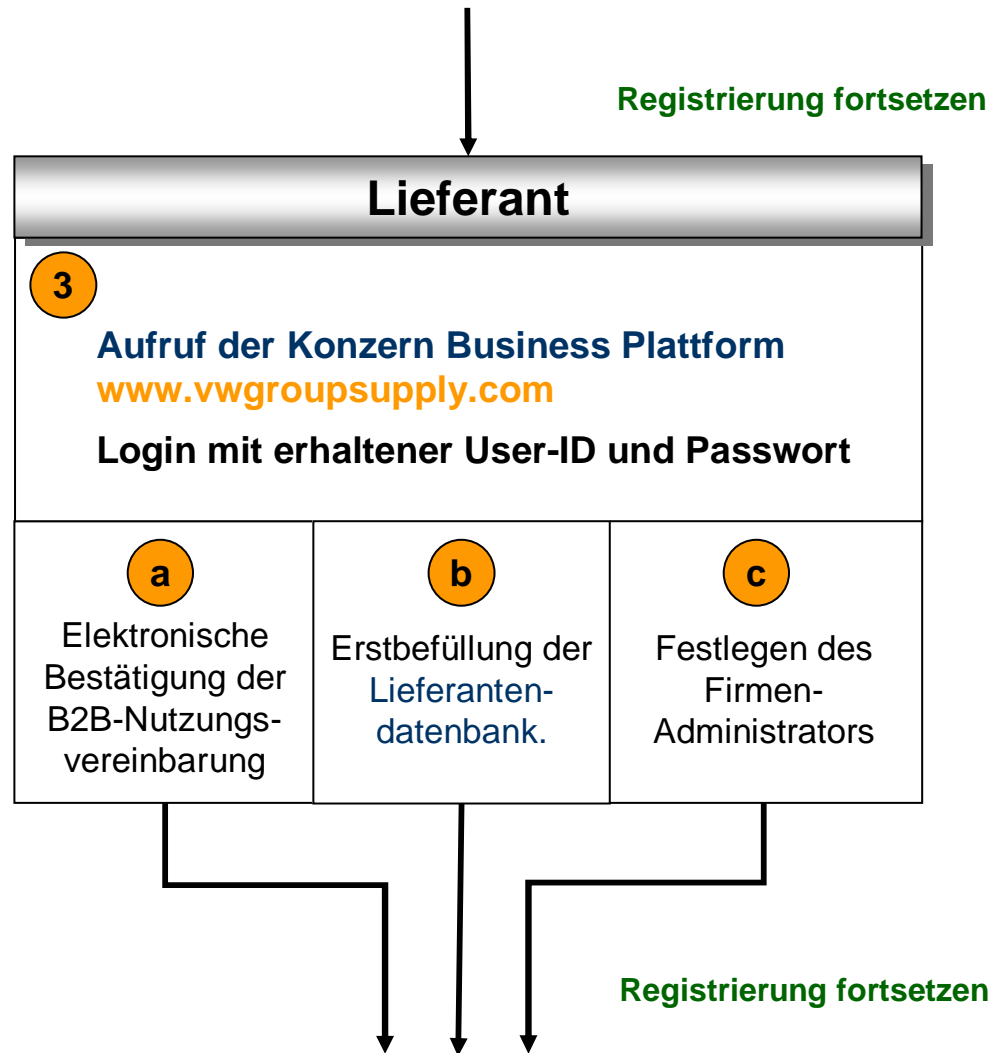 Registrierung fortsetzen
Lieferant
3
Aufruf der Konzern Business Plattform
www.vwgroupsupply.com
Login mit erhaltener User-ID und Passwort
a
Elektronische
Bestätigung der
B2B-Nutzungs-
vereinbarung
b
Erstbefüllung der
Lieferanten-
datenbank.
c
Festlegen des
Firmen-
Administrators
Registrierung fortsetzen